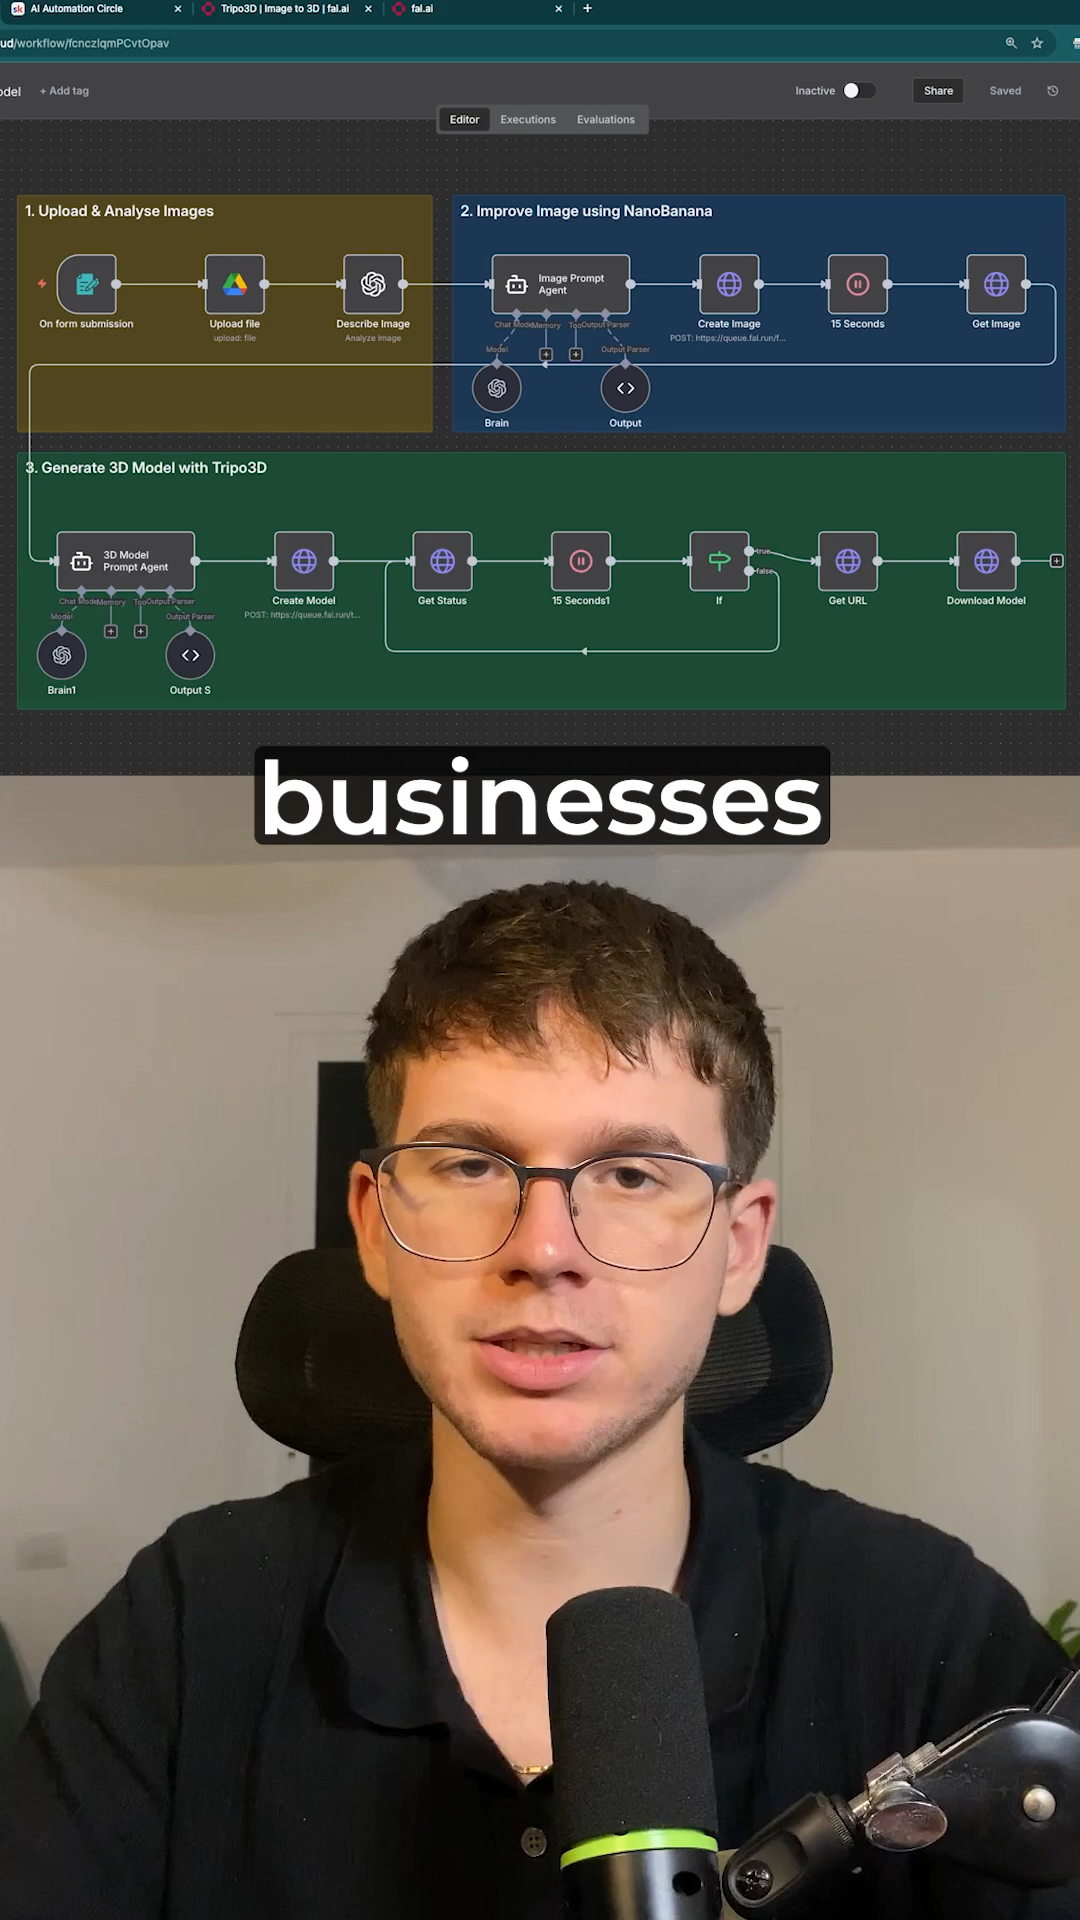 sk AI Automation Circle
Tripo3D | Image to 3D | fal.ai
fal.ai
ud/workflow/fcnczlqmPCvtOpav
odel
+ Add tag
Inactive
Share
Saved
Editor
Executions
Evaluations
1. Upload & Analyse Images
On form submission
Upload file
upload: file
Describe Image
Analyze Image
2. Improve Image using NanoBanana
Image Prompt
Agent
Chat Mode
Memory
Too
Output Parser
Model
Output Parser
Brain
Output
Create Image
POST: https://queue.fal.run/f...
15 Seconds
Get Image
3. Generate 3D Model with Tripo3D
3D Model
Prompt Agent
Chat Mode
Memory
Too
Output Parser
Model
Output Parser
Brain1
Output S
Create Model
POST: https://queue.fal.run/t...
Get Status
15 Seconds1
If
true
false
Get URL
Download Model
businesses